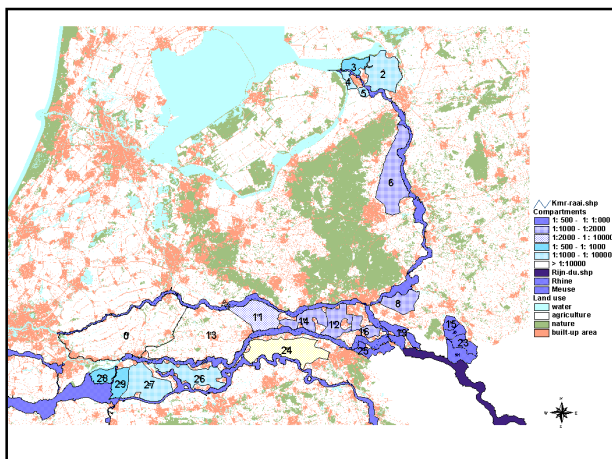 3
2
4
5
6
Kmr-raai.shp
Compartments
1: 500 - 1: 1:000
1:1000 - 1:2000
1:2000 - 1: 10000
1: 500 - 1: 1000
1:1000 - 1: 10000
> 1:10000
Rijn-du.shp
Rhine
Meuse
Land use
water
agriculture
nature
built-up area
8
11
14
12
16
15
13
23
24
26
28
29
27
N
W E
S